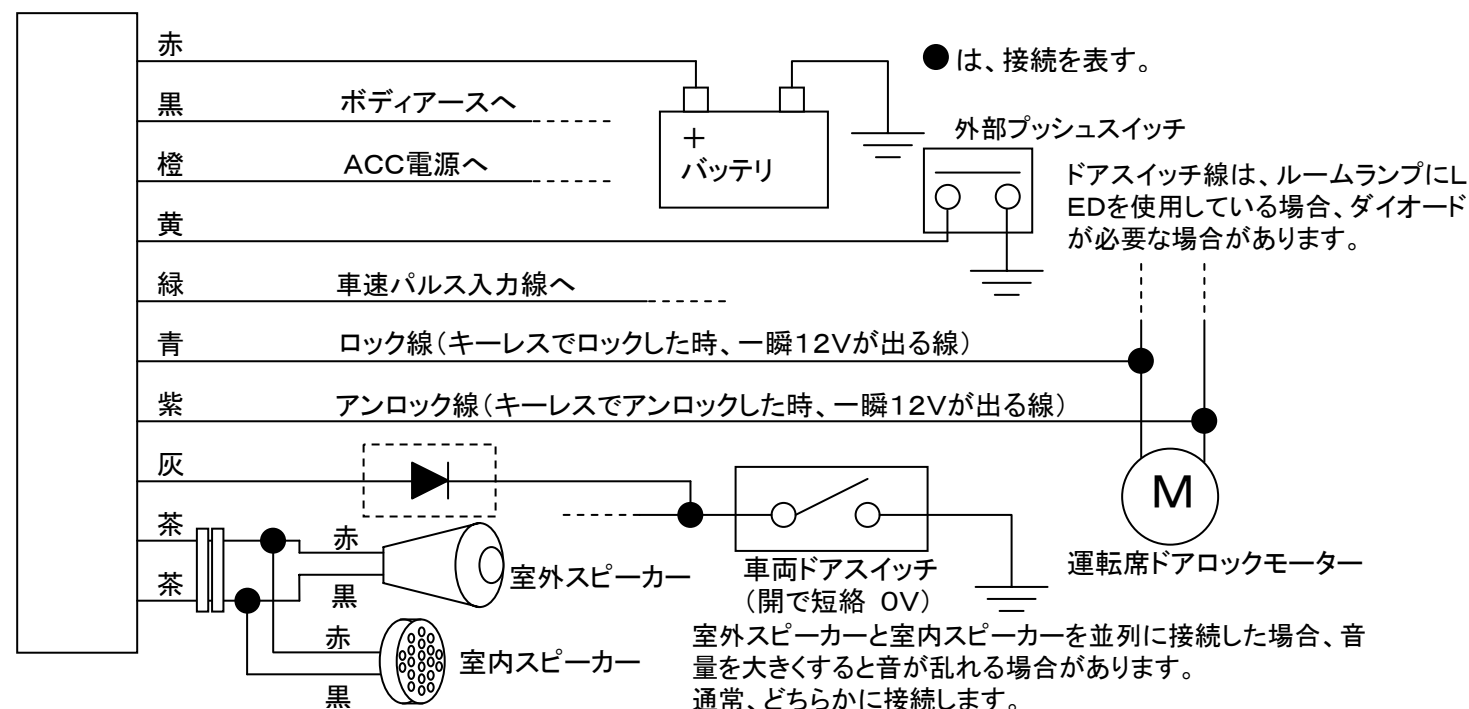 赤
●は、接続を表す。
黒
ボディアースへ
外部プッシュスイッチ
+
バッテリ
橙
ACC電源へ
ドアスイッチ線は、ルームランプにL
EDを使用している場合、ダイオード
が必要な場合があります。
黄
緑
車速パルス入力線へ
青
ロック線(キーレスでロックした時、一瞬12Vが出る線)
紫
アンロック線(キーレスでアンロックした時、一瞬12Vが出る線)
灰
M
運転席ドアロックモーター
茶
赤
室外スピーカー
車両ドアスイッチ
(開で短絡 0V)
茶
黒
赤
室内スピーカー
黒
室外スピーカーと室内スピーカーを並列に接続した場合、音
量を大きくすると音が乱れる場合があります。
通常、どちらかに接続します。